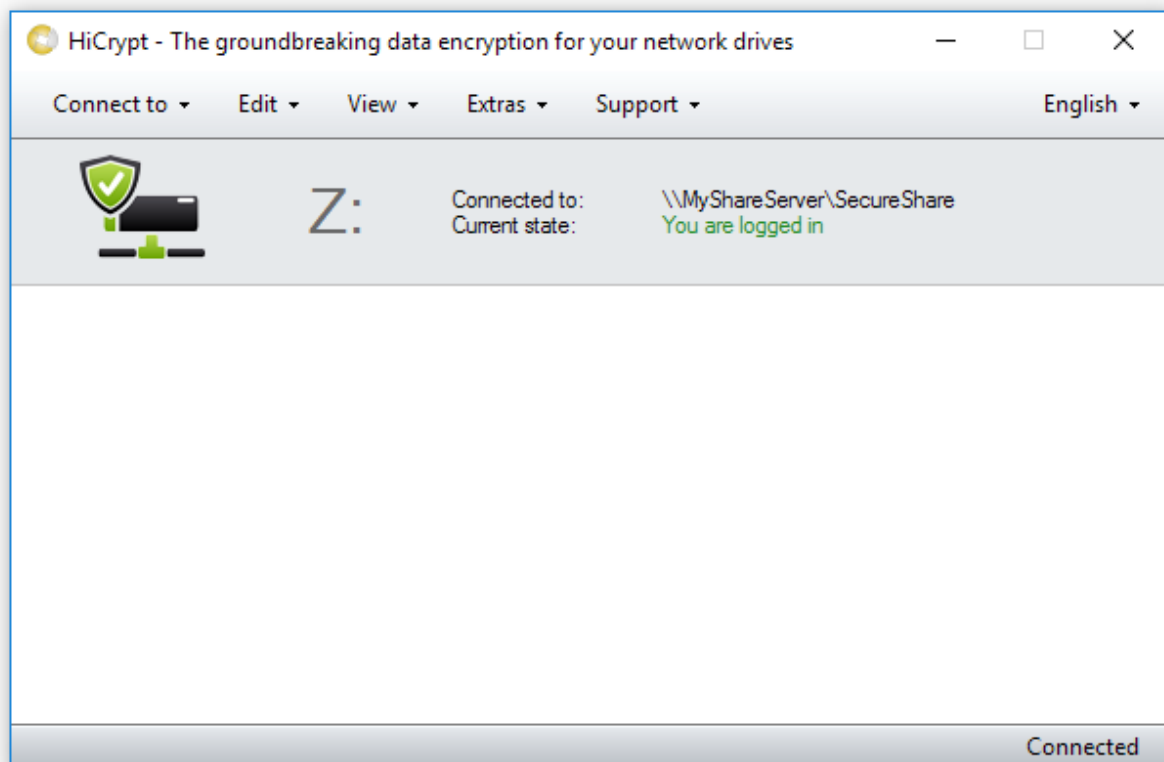 HiCrypt - The groundbreaking data encryption for your network drives
Connect to Edit View Extras Support English
Z: Connected to: \\MyShareServer\SecureShare
Current state: You are logged in
Connected